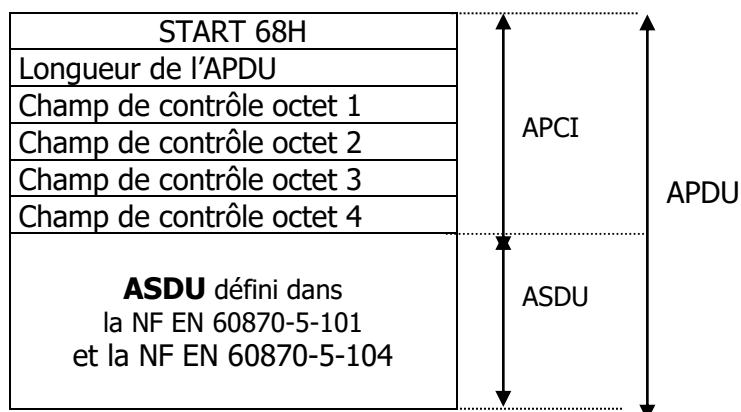 START 68H
Longueur de l’APDU
Champ de contrôle octet 1
Champ de contrôle octet 2
Champ de contrôle octet 3
Champ de contrôle octet 4
APCI
APDU
ASDU défini dans
la NF EN 60870-5-101
et la NF EN 60870-5-104
ASDU